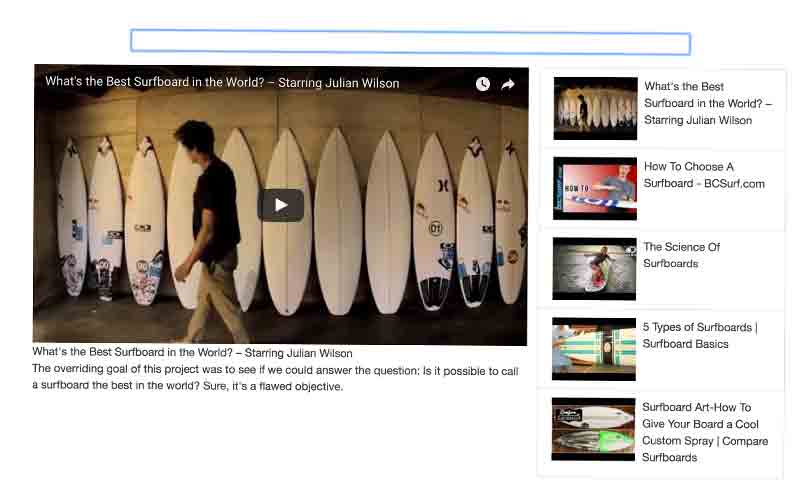 What's the Best Surfboard in the World? – Starring Julian Wilson
D1
What's the Best Surfboard in the World? – Starring Julian Wilson
The overriding goal of this project was to see if we could answer the question: Is it possible to call
a surfboard the best in the world? Sure, it's a flawed objective.
What's the Best
Surfboard in the World? –
Starring Julian Wilson
HOW TO
How To Choose A
Surfboard - BCSurf.com
The Science Of
Surfboards
5 Types of Surfboards |
Surfboard Basics
Surfboard Art-How To
Give Your Board a Cool
Custom Spray | Compare
Surfboards